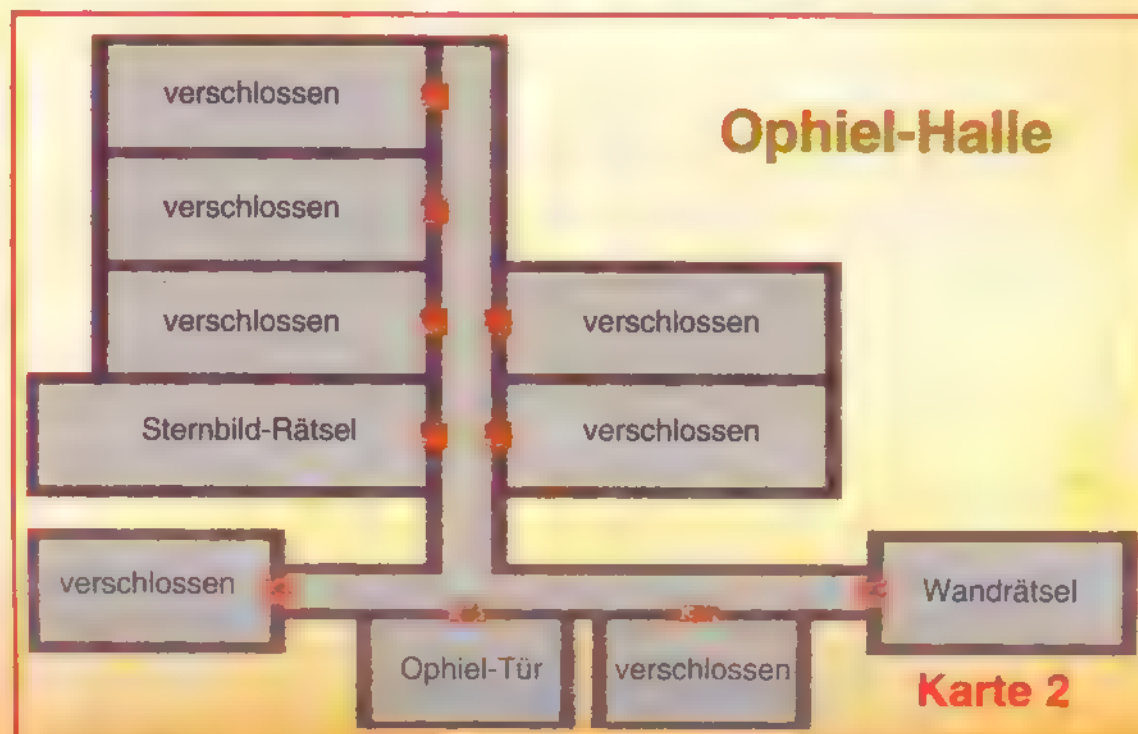 verschlossen
Ophiel-Halle
verschlossen
verschlossen
verschlossen
Sternbild-Rätsel
verschlossen
verschlossen
Wandrätsel
Ophiel-Tür
verschlossen
Karte 2